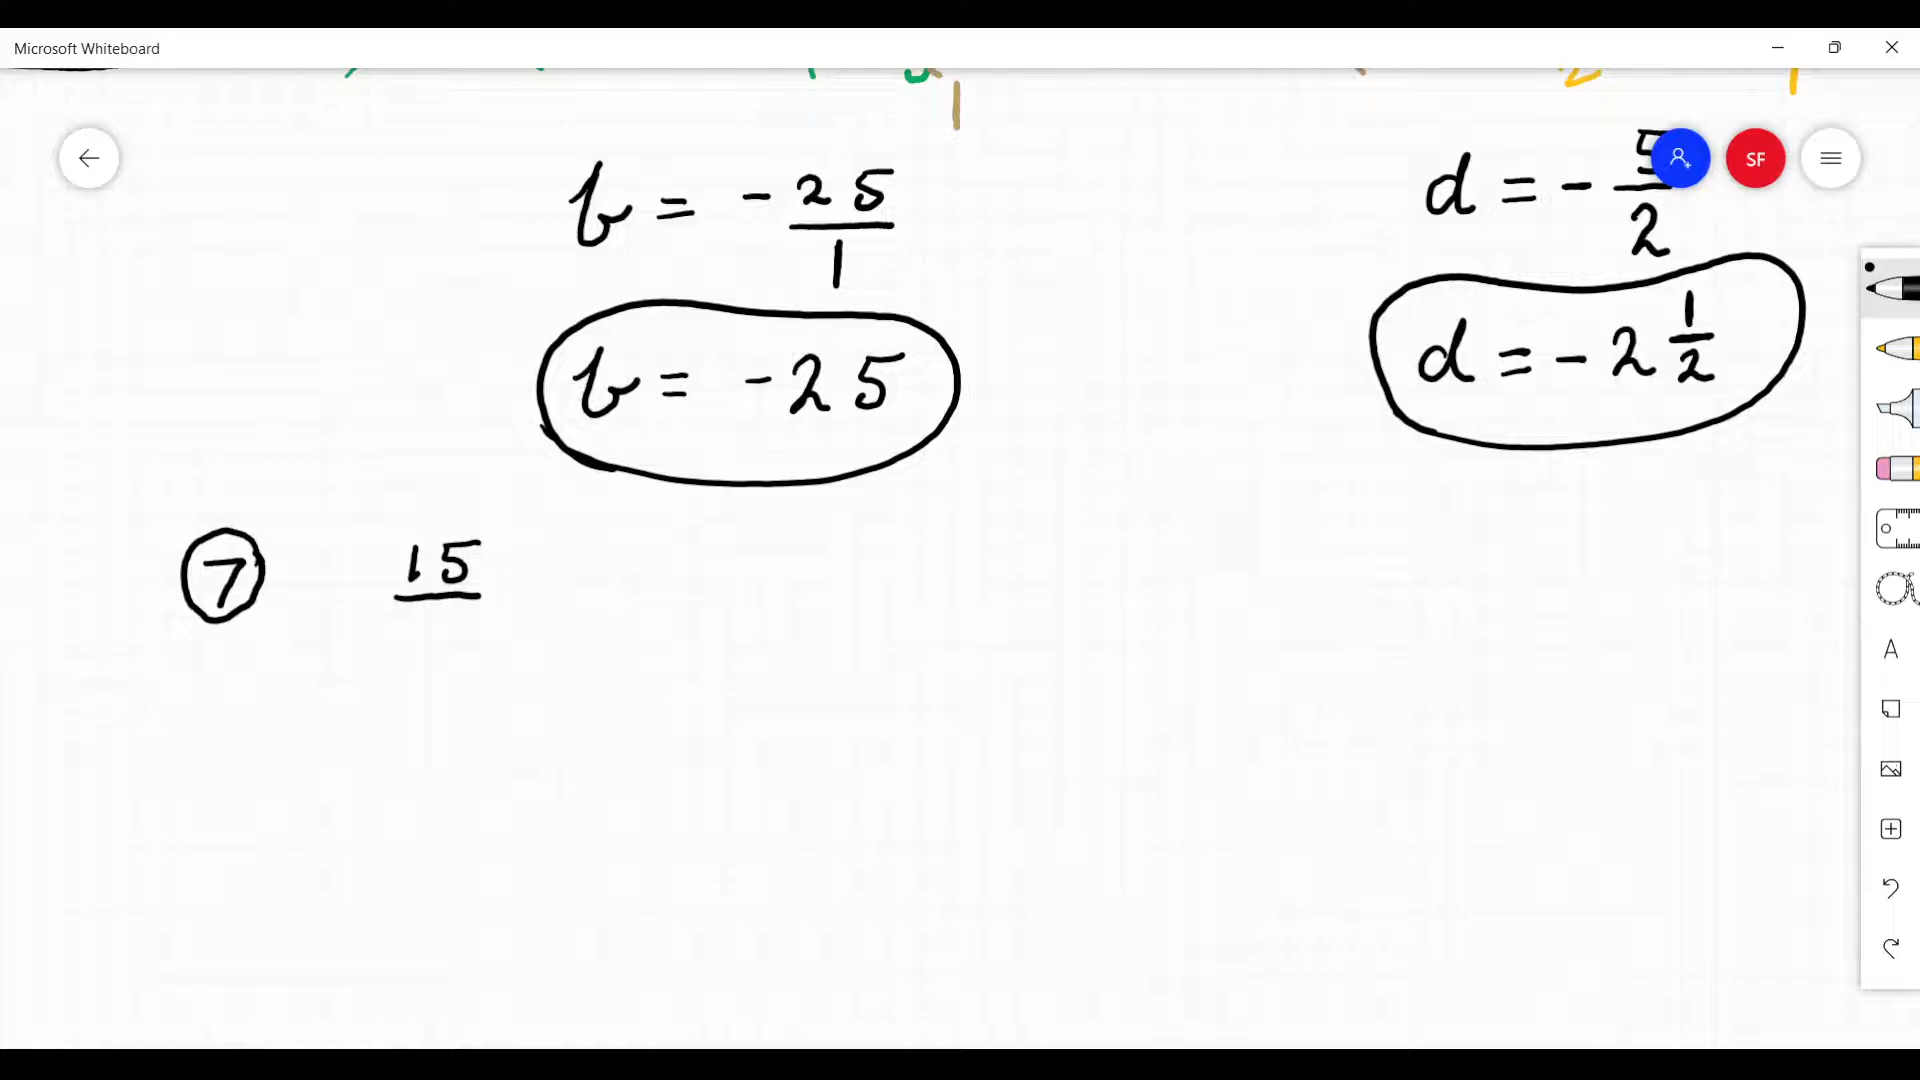 Microsoft Whiteboard
b = - 25/1
d = - 5/2
SF
b = - 25
d = - 2 1/2
7 15
A